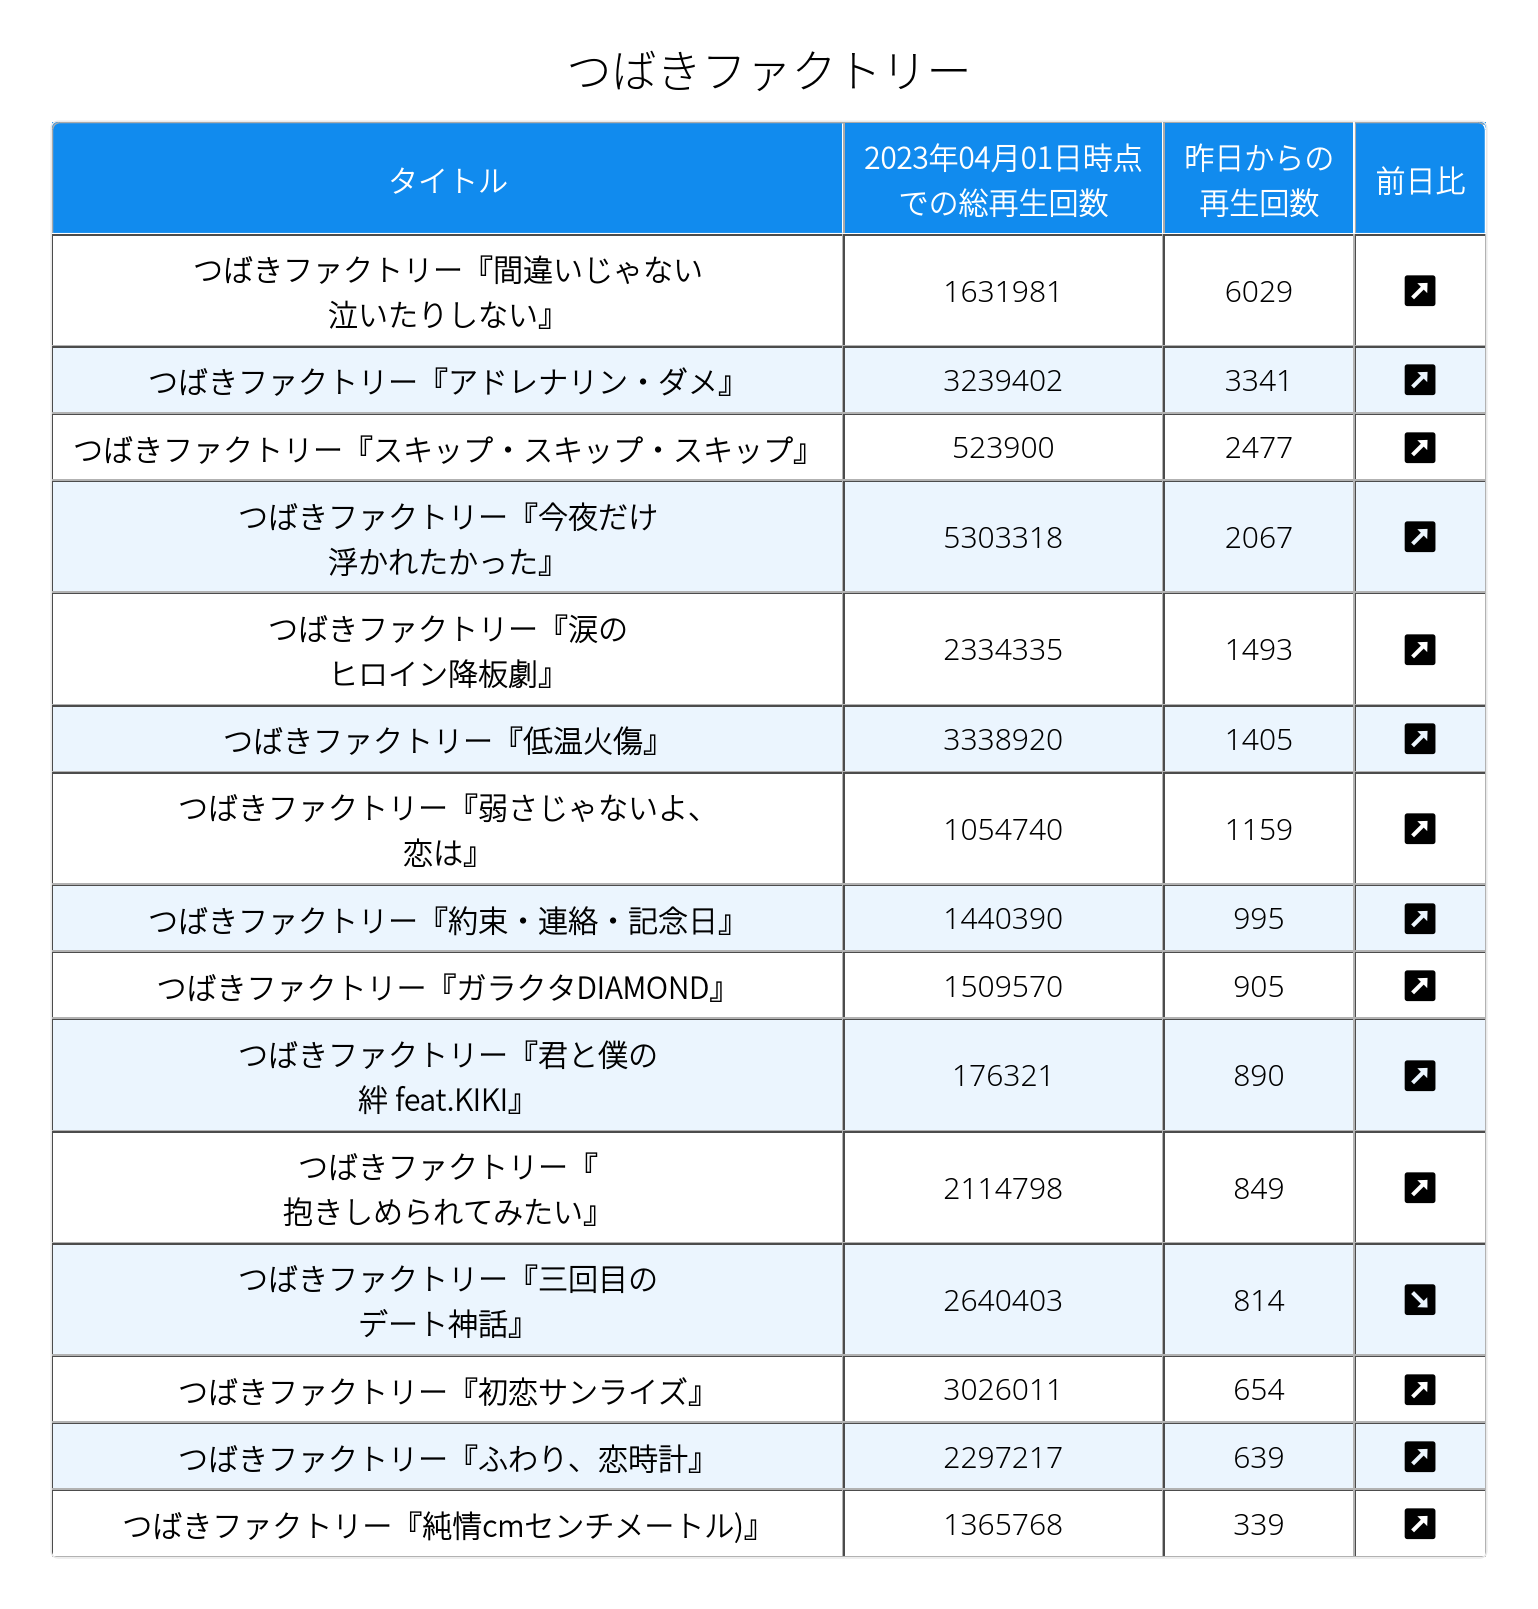 つばきファクトリー
タイトル
2023年04月01日時点
での総再生回数
昨日からの
再生回数
前日比
つばきファクトリー『間違いじゃない
泣いたりしない』
1631981
6029
つばきファクトリー『アドレナリン・ダメ』
3239402
3341
つばきファクトリー『スキップ・スキップ・スキップ』
523900
2477
つばきファクトリー『今夜だけ
浮かれたかった』
5303318
2067
つばきファクトリー『涙の
ヒロイン降板劇』
2334335
1493
つばきファクトリー『低温火傷』
3338920
1405
つばきファクトリー『弱さじゃないよ、
恋は』
1054740
1159
つばきファクトリー『約束・連絡・記念日』
1440390
995
つばきファクトリー『ガラクタDIAMOND』
1509570
905
つばきファクトリー『君と僕の
絆 feat.KIKI』
176321
890
つばきファクトリー『
抱きしめられてみたい』
2114798
849
つばきファクトリー『三回目の
デート神話』
2640403
814
つばきファクトリー『初恋サンライズ』
3026011
654
つばきファクトリー『ふわり、恋時計』
2297217
639
つばきファクトリー『純情cmセンチメートル)』
1365768
339